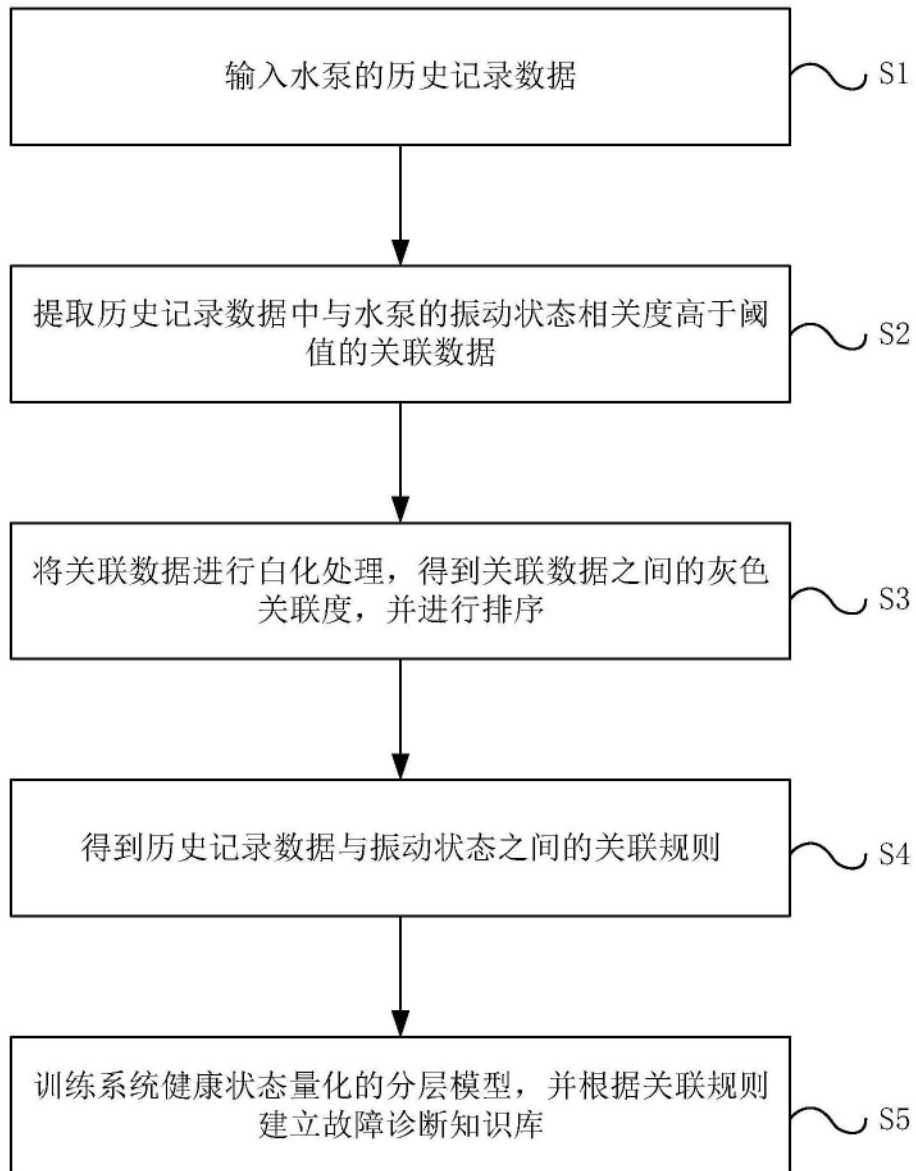 输入水泵的历史记录数据
S1
提取历史记录数据中与水泵的振动状态相关度高于阈
值的关联数据
S2
将关联数据进行白化处理，得到关联数据之间的灰色
关联度，并进行排序
S3
得到历史记录数据与振动状态之间的关联规则
S4
训练系统健康状态量化的分层模型，并根据关联规则
建立故障诊断知识库
S5